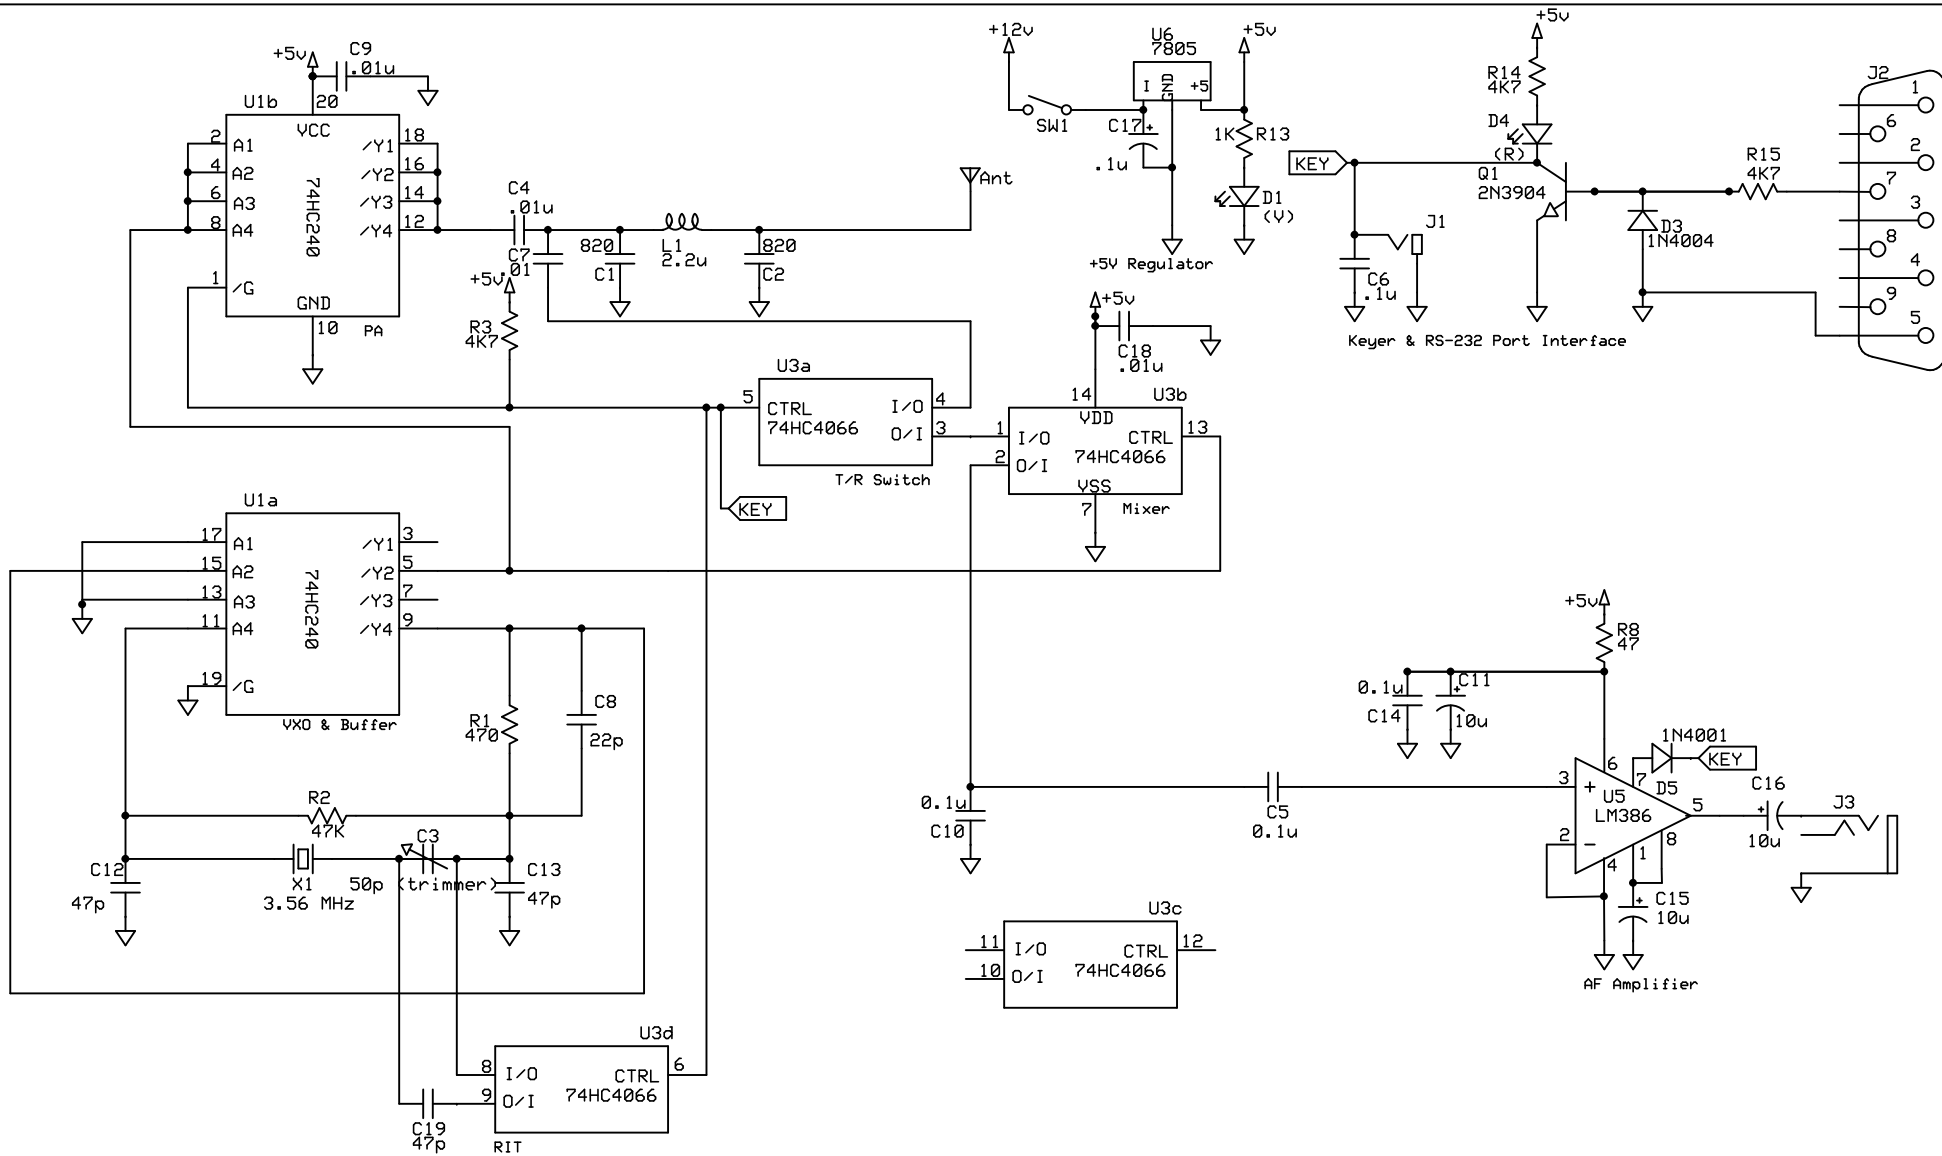 +5v
C9
.01u
U1b
20
VCC
2
A1
4
A2
6
A3
8
A4
1
/G
74HC240
/Y1
18
/Y2
16
/Y3
14
/Y4
12
GND
10
PA
C4
.01u
C7
.01
+5v
R3
4K7
820
C1
L1
2.2u
820
C2
Ant
+12v
SW1
U6
7805
I
GND
+5
+5v
C17
+
.1u
1K
R13
D1
(V)
+5V Regulator
+5v
R14
4K7
D4
(R)
KEY
Q1
2N3904
J1
C6
.1u
D3
1N4004
R15
4K7
J2
1
6
2
7
3
8
4
9
5
Keyer & RS-232 Port Interface
U3a
5
CTRL
74HC4066
I/O
4
O/I
3
T/R Switch
KEY
+5v
C18
.01u
14
U3b
VDD
1
I/O
2
O/I
CTRL
13
74HC4066
VSS
7
Mixer
U1a
17
A1
15
A2
13
A3
11
A4
19
/G
74HC240
/Y1
3
/Y2
5
/Y3
7
/Y4
9
VXO & Buffer
R1
470
C8
22p
R2
47K
C3
50p (trimmer)
C12
47p
X1
3.56 MHz
C13
47p
U3d
8
I/O
9
O/I
CTRL
6
74HC4066
C19
47p
RIT
0.1u
C10
C5
0.1u
U3c
11
I/O
10
O/I
CTRL
12
74HC4066
+5v
R8
47
0.1u
C14
+
C11
10u
1N4001
D5
KEY
6
7
3
+
U5
LM386
5
2
-
4
1
8
+
C15
10u
C16
+
10u
J3
AF Amplifier